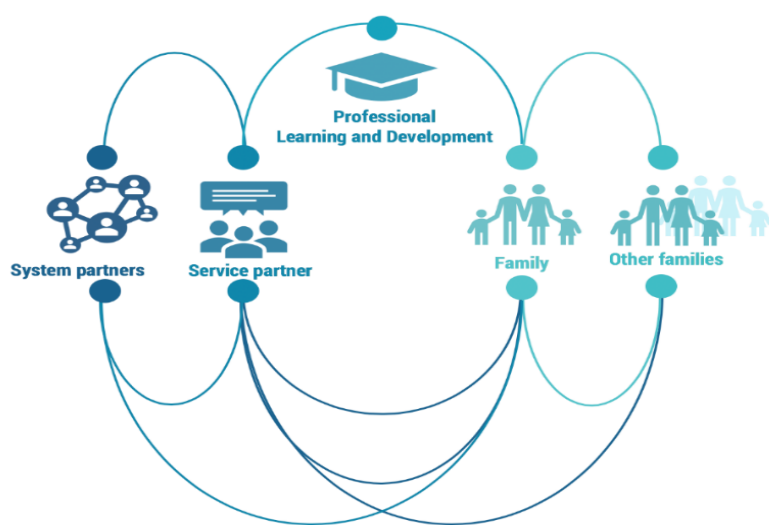 Professional
Learning and Development
System partners
Service partner
Family
Other families